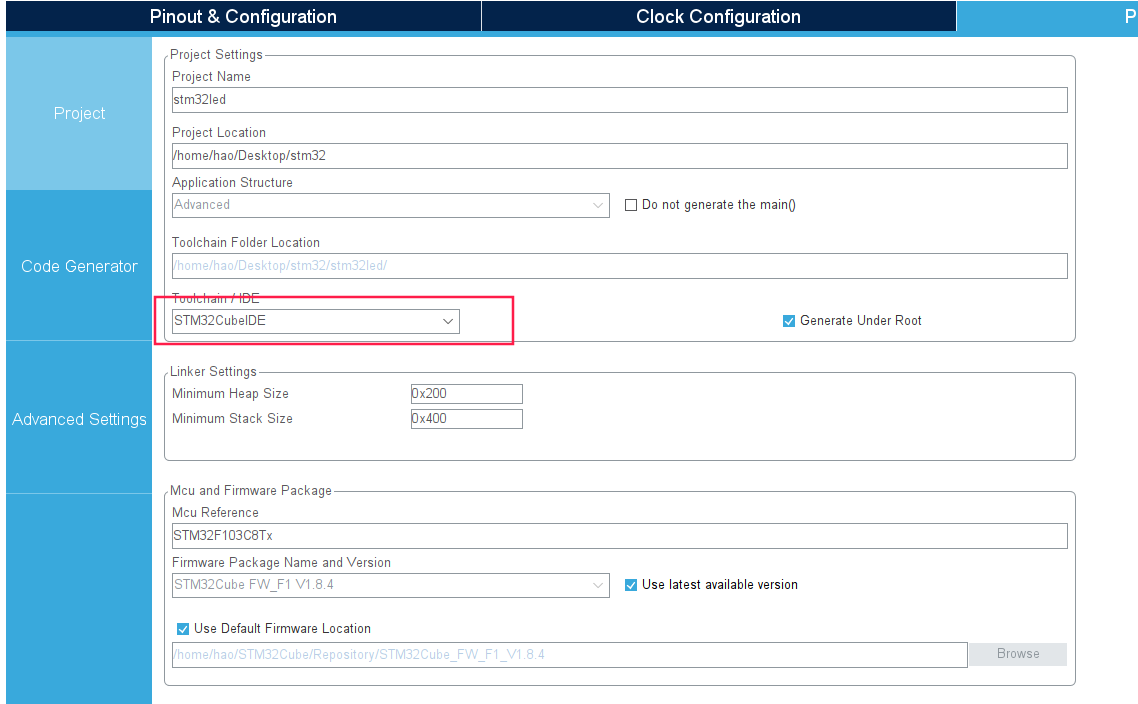 Pinout & Configuration
Clock Configuration
P
Project
Code Generator
Advanced Settings
Project Settings
Project Name
stm32led
Project Location
/home/hao/Desktop/stm32
Application Structure
Advanced
Do not generate the main()
Toolchain Folder Location
/home/hao/Desktop/stm32/stm32led/
Toolchain / IDE
STM32CubeIDE
Generate Under Root
Linker Settings
Minimum Heap Size
0x200
Minimum Stack Size
0x400
Mcu and Firmware Package
Mcu Reference
STM32F103C8Tx
Firmware Package Name and Version
STM32Cube FW_F1 V1.8.4
Use latest available version
Use Default Firmware Location
/home/hao/STM32Cube/Repository/STM32Cube_FW_F1_V1.8.4
Browse